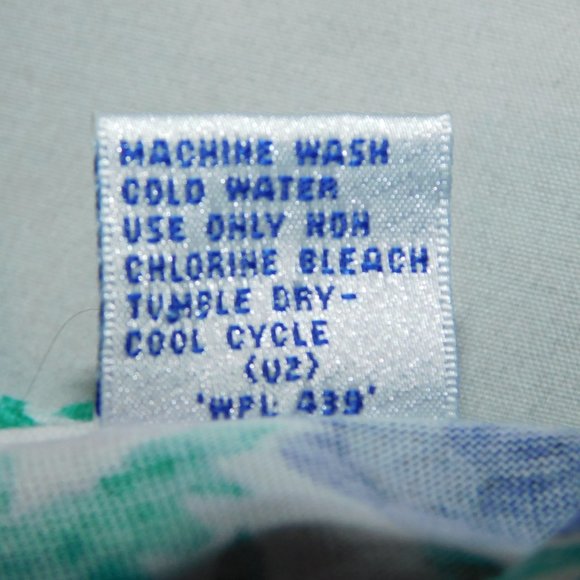 MACHINE WASH
COLD WATER
USE ONLY NON
CHLORINE BLEACH
TUMBLE DRY-
COOL CYCLE
(U2)
'WPL 439'